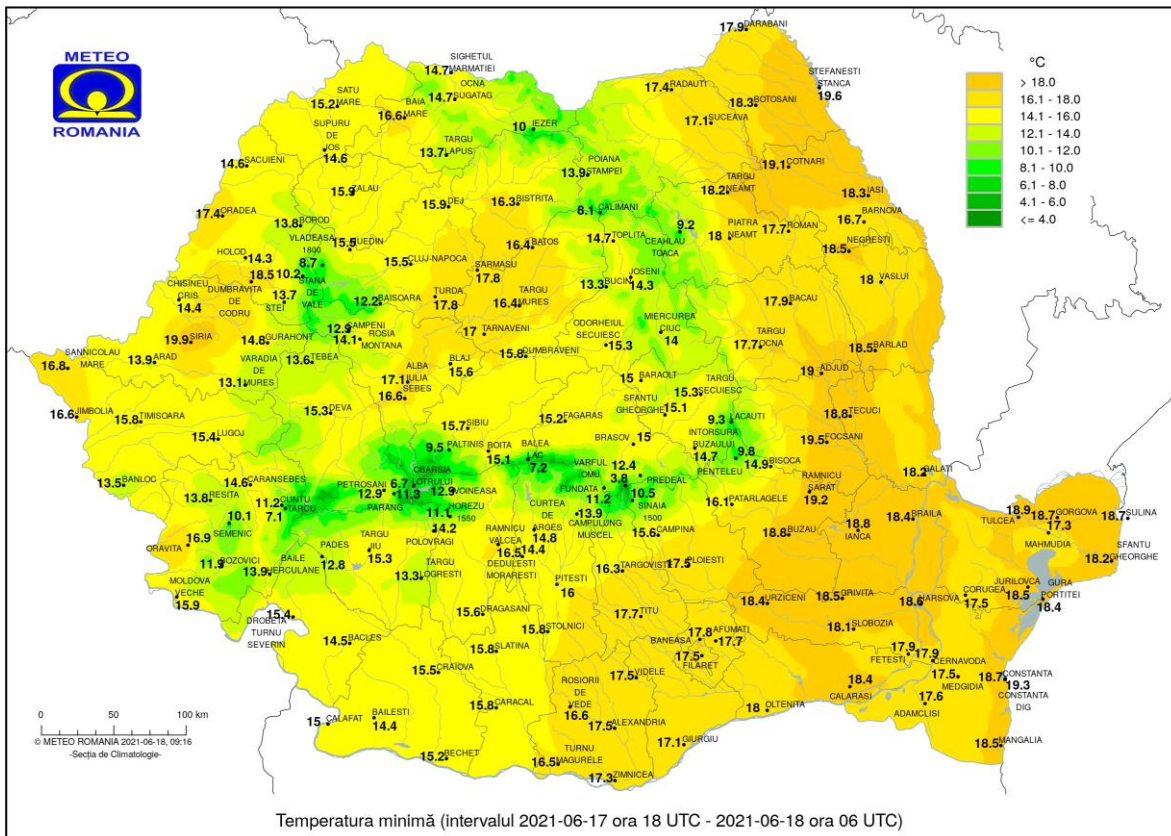 METEO
ROMANIA
17.9 DARABANI
SIGHETUL
14.7 MARMATIEI
OCNA
14.7 SUGATAG
SATU
15.2 MARE
BAIA
16.6 MARE
SUPURU
DE
JOS
14.6
17.4 RADAUTI
STEFANESTI
STANCA
19.6
18.3 BOTOSANI
17.1 SUCEAVA
10 IEZER
TARGU
13.7 LAPUS
POIANA
13.9 STAMPEI
14.6 SACUIENI
15.9 ZALAU
15.9 DEJ
16.3 BISTRITA
8.1 CALIMANI
19.1 COTNARI
TARGU
18.2 NEAMT
18.3 IASI
BARNOVA
16.7
17.4 ORADEA
13.8 BOROD
VLADEASA
1800
8.7
15.5 HUEDIN
HOLOD
14.3
16.4 BATOS
14.7 TOPLITA
9.2
CEAHLAU
TOACA
PIATRA
18 NEAMT
17.7 ROMAN
NEGRESTI
18.5
18 VASLUI
CHISINEU
CRIS
14.4
18.5
DUMBRAVITA
DE
CODRU
10.2
STANA
DE
VALE
13.7
STEI
12.2 BAISOARA
15.5 CLUJ-NAPOCA
SARMASU
17.8
TURDA
17.8
TARGU
16.4 MURES
13.3 BUCIN
JOSENI
14.3
17.9 BACAU
12.9 CAMPENI
14.1 ROSIA
MONTANA
17 TARNAVENI
ODORHEIUL
SECUIESC
15.3
MIERCUREA
CIUC
14
TARGU
17.7 OCNA
18.5 BARLAD
19.9 SIRIA
14.8 GURAHONT
SANNICOLAU
MARE
16.8
13.9 ARAD
VARADIA
DE
13.1 MURES
13.6 TEBEA
BLAJ
15.6
15.8 DUMBRAVENI
ALBA
17.1 IULIA
SEBES
16.6
15 BARAOLT
TARGU
15.3 SECUIESC
ADJUD
19
16.6 JIMBOLIA
15.8 TIMISOARA
15.3 DEVA
SFANTU
GHEORGHE
15.1
9.3 LACAUTI
18.8 TECUCI
15.4 LUGOJ
15.7 SIBIU
15.2 FAGARAS
BRASOV 15
INTORSURA
BUZAULUI
14.7
9.8
PENTELEU
14.9 BISOCA
19.5 FOCSANI
9.5 PALTINIS
BOITA
15.1
BALEA
LAC
7.2
VARFUL
OMU
3.8
12.4
PREDEAL
18.2 GALATI
13.5 BANLOC
14.6 CARANSEBES
RESITA
13.8
11.2 CUNTU
7.1 TARCU
PETROSANI
12.9
OBARSIA
LOTRULUI
6.7
11.3
PARANG
12.9 VOINEASA
11.1 HOREZU
1550
14.2
POLOVRAGI
FUNDATA
11.2
10.5
SINAIA
1500
CURTEA
DE
ARGES
14.8
13.9
CAMPULUNG
MUSCEL
16.1 PATARLAGELE
RAMNICU
SARAT
19.2
10.1
SEMENIC
15.6 CAMPINA
18.8 BUZAU
18.8
IANCA
18.4 BRAILA
18.9
TULCEA
18.7 GORGOVA
17.3
MAHMUDIA
18.7 SULINA
SFANTU
18.2 GHEORGHE
16.9
ORAVITA
11.9 BOZOVICI
BAILE
13.9 HERCULANE
PADES
12.8
TARGU
JIU
15.3
RAMNICU
VALCEA
16.5
14.4
DEDULESTI
MORARESTI
TARGU
13.3 LOGRESTI
PITESTI
16
16.3 TARGOVISTE
17.5 PLOIESTI
MOLDOVA
VECHE
15.9
15.4
DROBETA
TURNU
SEVERIN
15.6 DRAGASANI
17.7 TITU
18.4 URZICENI
18.5 GRIVITA
18.6 HARSOVA
CORUGEA
17.5
JURILOVCA
18.5
GURA
PORTITEI
18.4
14.5 BACLES
15.8 STOLNICI
15.8 SLATINA
17.8 AFUMATI
BANEASA 17.7
17.5
FILARET
18.1 SLOBOZIA
17.9
FETESTI
17.9
CERNAVODA
15.5
CRAIOVA
17.5 VIDELE
17.5
MEDGIDIA
18.7 CONSTANTA
19.3
CONSTANTA
DIG
18.4
CALARASI
17.6
ADAMCLISI
15.8 CARACAL
ROSIORII
DE
VEDE
16.6
17.5
ALEXANDRIA
18 OLTENITA
15 CALAFAT
BAILESTI
14.4
17.1 GIURGIU
18.5 MANGALIA
15.2 BECHET
TURNU
16.5 MAGURELE
17.3 ZIMNICEA
°C
> 18.0
16.1 - 18.0
14.1 - 16.0
12.1 - 14.0
10.1 - 12.0
8.1 - 10.0
6.1 - 8.0
4.1 - 6.0
<= 4.0
0 50 100 km
© METEO ROMANIA 2021-06-18, 09:16
-Secția de Climatologie-
Temperatura minimă (intervalul 2021-06-17 ora 18 UTC - 2021-06-18 ora 06 UTC)